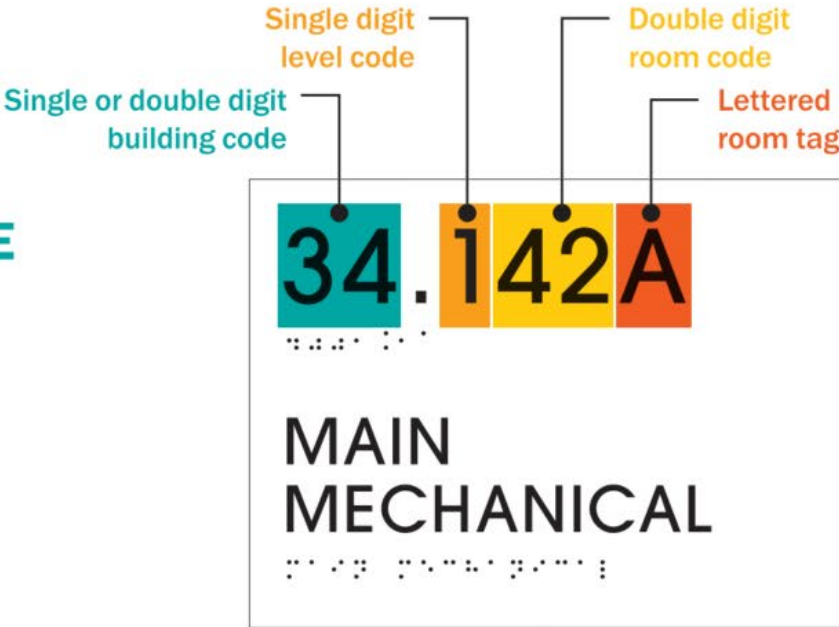 Single digit
level code
Double digit
room code
Single or double digit
building code
Lettered
room tag
E
34.142A
MAIN
MECHANICAL
⠍⠁⠊⠝ ⠍⠑⠉⠓⠁⠝⠊⠉⠁⠇